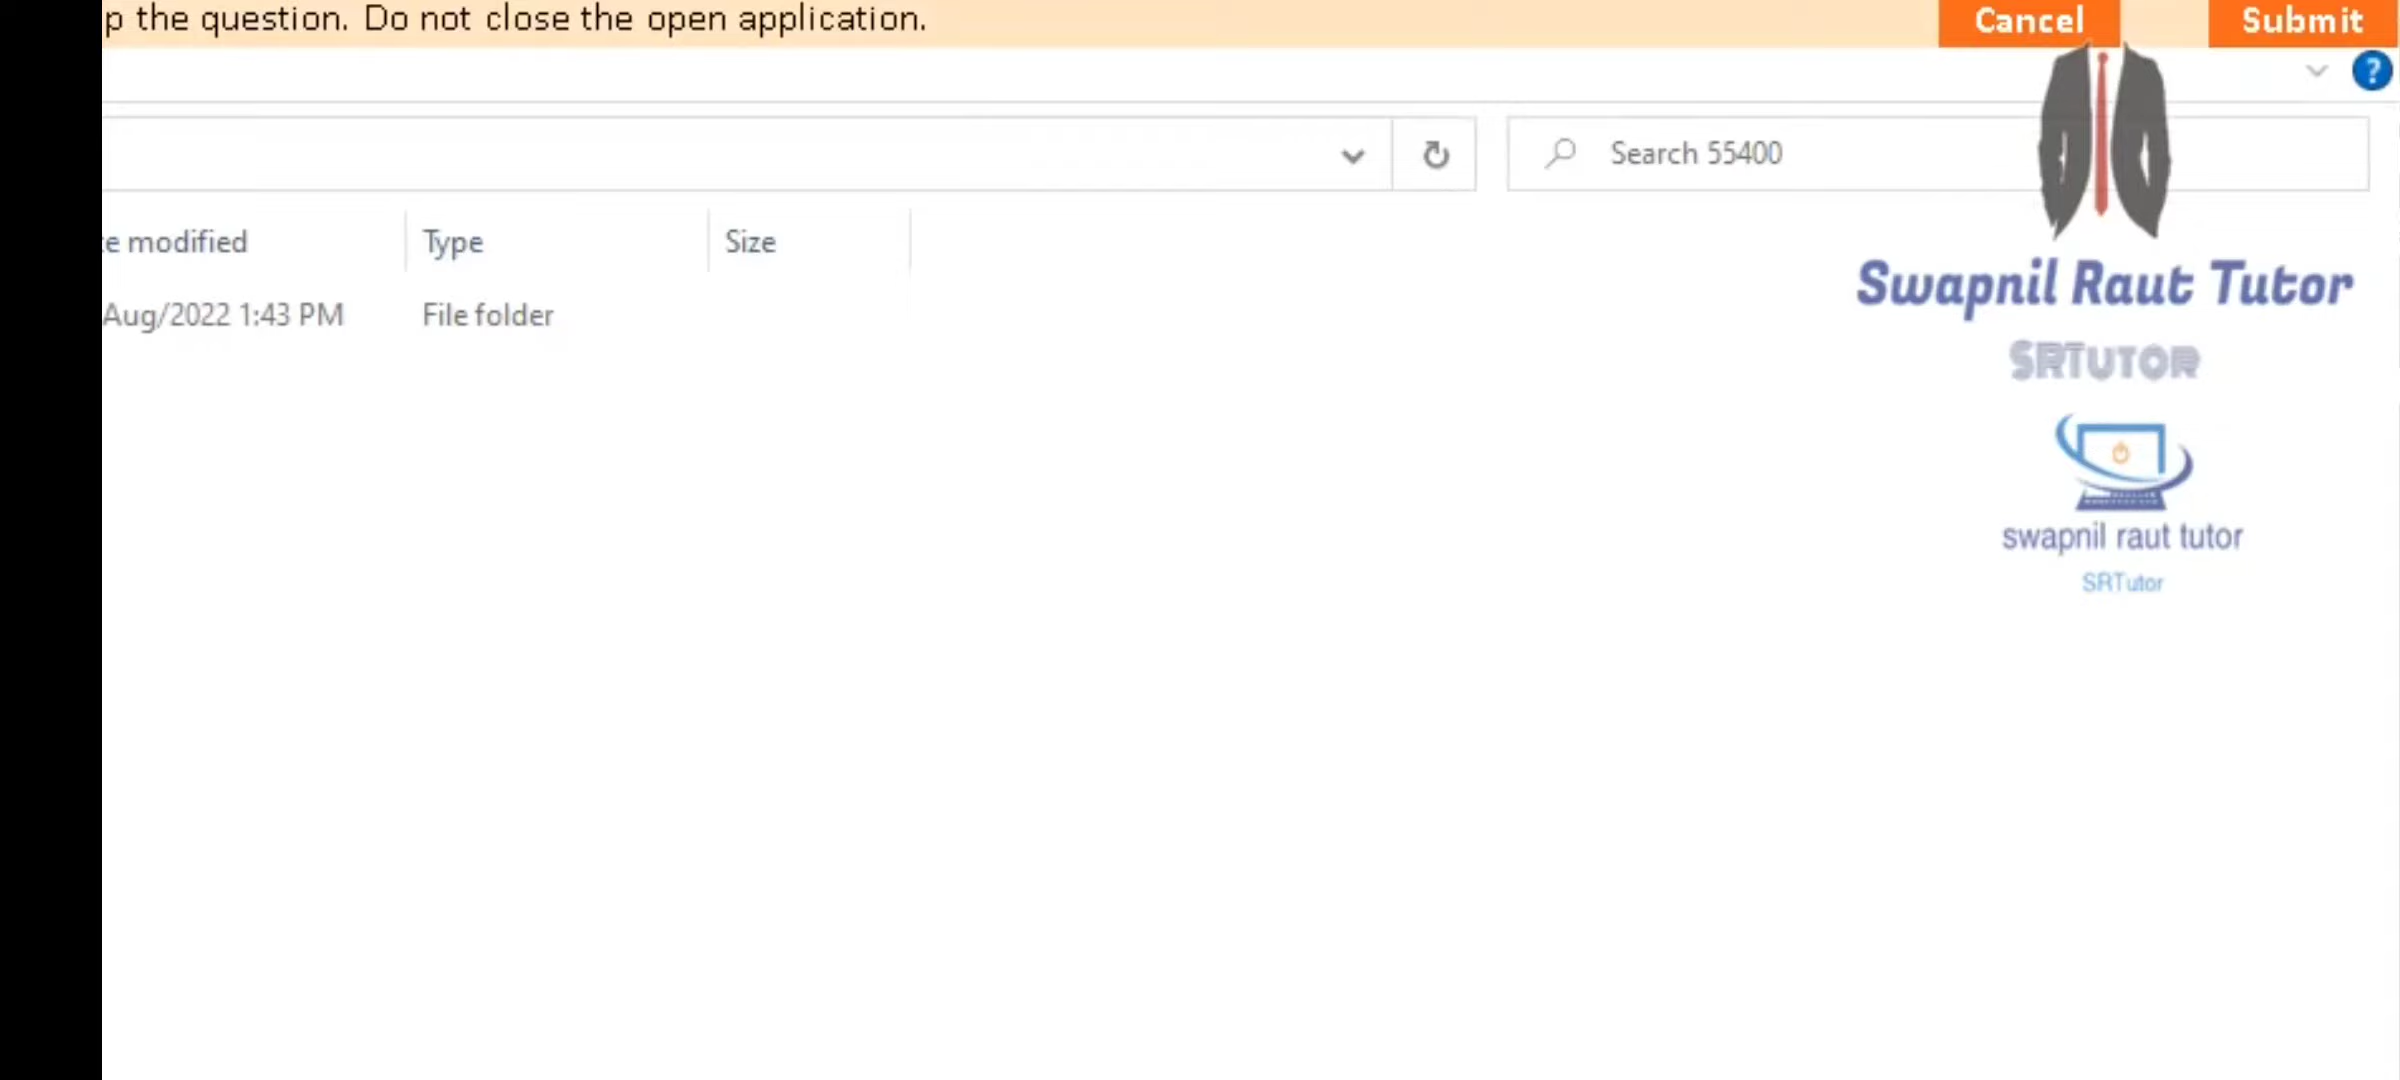 p the question. Do not close the open application.
Cancel
Submit
?
Search 55400
e modified
Type
Size
Aug/2022 1:43 PM
File folder
Swapnil Raut Tutor
SRTUTOR
swapnil raut tutor
SRTutor